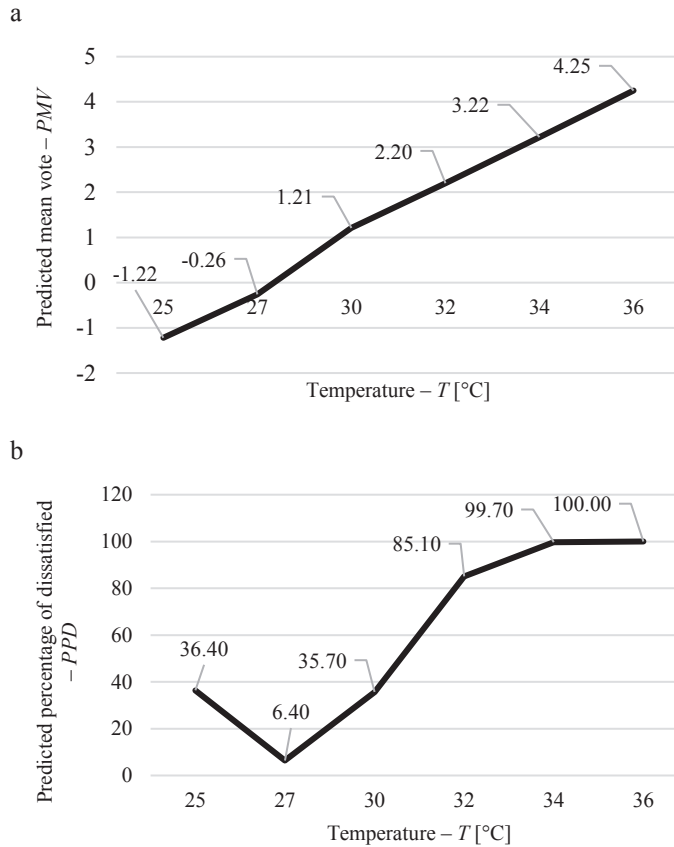 a
5
4.25
4
3.22
3
2.20
2
1.21
1
-0.26
0
-1.22
25 27 30 32 34 36
-1
-2
Predicted mean vote – PMV
Temperature – T [°C]
b
120
99.70 100.00
100
85.10
80
60
36.40 35.70
40
6.40
20
0
25 27 30 32 34 36
Predicted percentage of dissatisfied
– PPD
Temperature – T [°C]